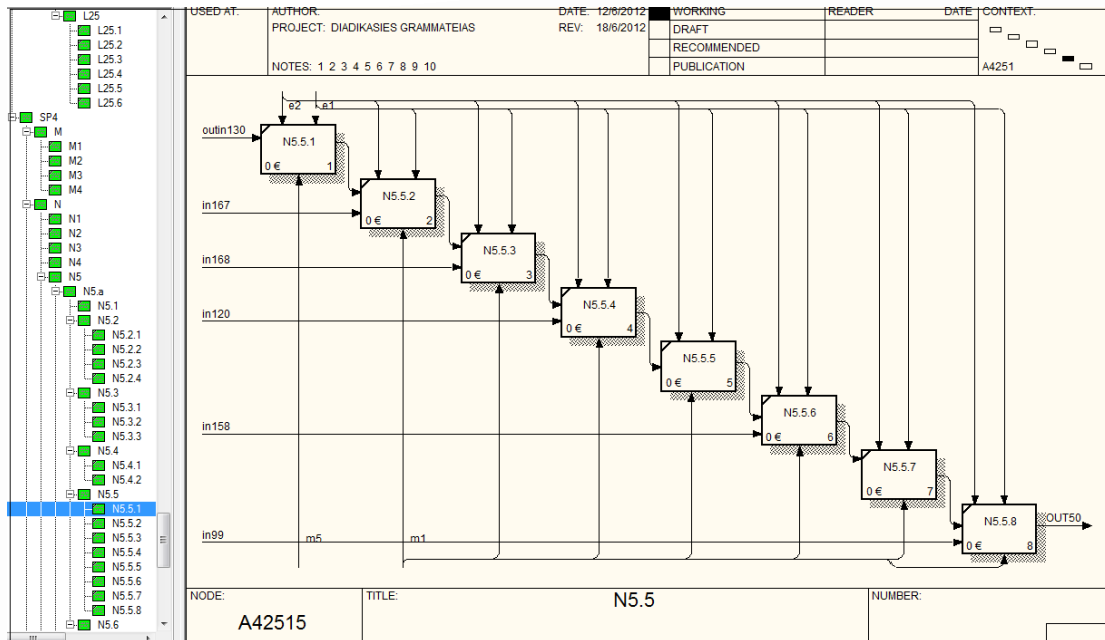 L25
L25.1
L25.2
L25.3
L25.4
L25.5
L25.6
SP4
M
M1
M2
M3
M4
N
N1
N2
N3
N4
N5
N5.a
N5.1
N5.2
N5.2.1
N5.2.2
N5.2.3
N5.2.4
N5.3
N5.3.1
N5.3.2
N5.3.3
N5.4
N5.4.1
N5.4.2
N5.5
N5.5.1
N5.5.2
N5.5.3
N5.5.4
N5.5.5
N5.5.6
N5.5.7
N5.5.8
N5.6
USED AT:
AUTHOR:
DATE: 12/6/2012
PROJECT: DIADIKASIES GRAMMATEIAS
REV: 18/6/2012
NOTES: 1 2 3 4 5 6 7 8 9 10
WORKING
DRAFT
RECOMMENDED
PUBLICATION
READER
DATE
CONTEXT:
A4251
e2
e1
outin130
N5.5.1
0 € 1
in167
N5.5.2
0 € 2
in168
N5.5.3
0 € 3
in120
N5.5.4
0 € 4
N5.5.5
0 € 5
in158
N5.5.6
0 € 6
N5.5.7
0 € 7
in99
m5
m1
N5.5.8
0 € 8
OUT50
NODE:
A42515
TITLE:
N5.5
NUMBER: